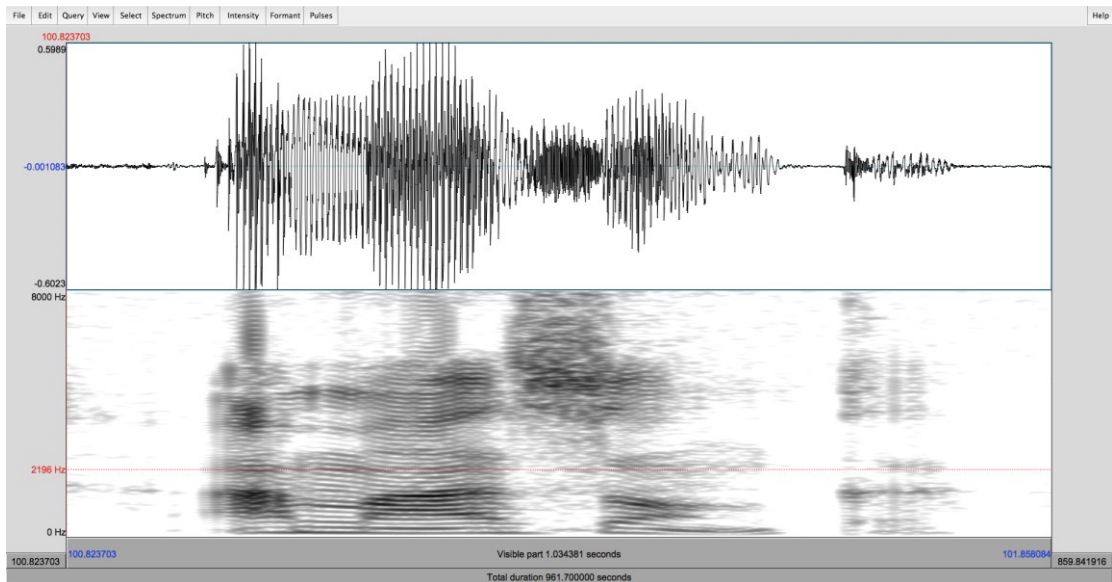 File Edit Query View Select Spectrum Pitch Intensity Formant Pulses Help
100.823703
0.5989
-0.001083
-0.6023
8000 Hz
2196 Hz
0 Hz
100.823703 Visible part 1.034381 seconds 101.858084
100.823703 859.841916
Total duration 961.700000 seconds